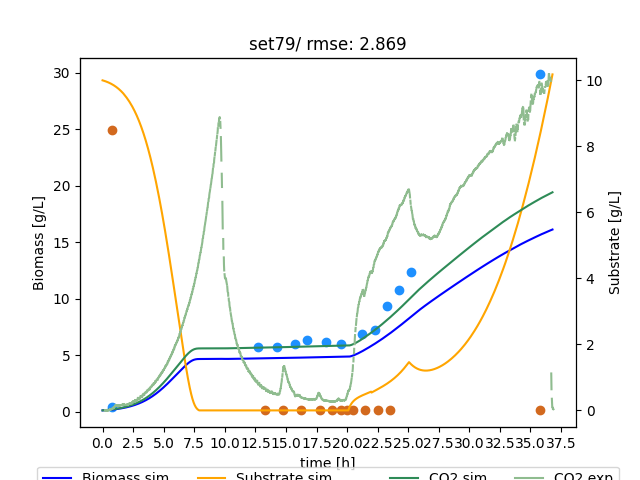 set79/ rmse: 2.869
30
25
20
15
10
5
0
Biomass [g/L]
10
8
6
4
2
0
Substrate [g/L]
0.0 2.5 5.0 7.5 10.0 12.5 15.0 17.5 20.0 22.5 25.0 27.5 30.0 32.5 35.0 37.5
time [h]
Biomass sim Substrate sim CO2 sim CO2 exp